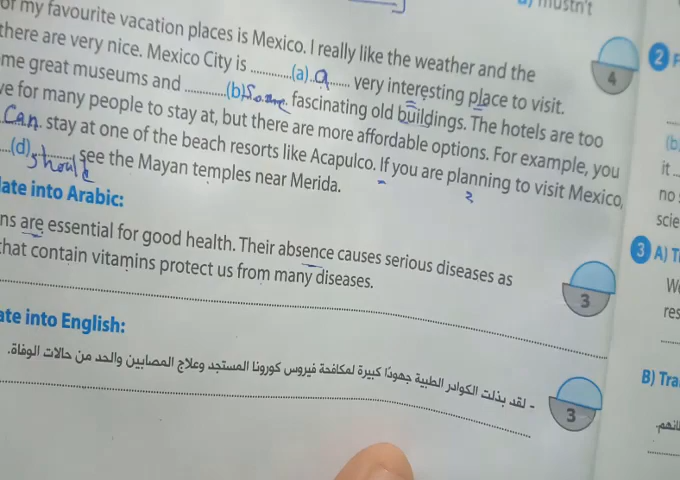 of my favourite vacation places is Mexico. I really like the weather and the
there are very nice. Mexico City is ............(a)..a...... very interesting place to visit.
me great museums and ............(b) Some. fascinating old buildings. The hotels are too
ve for many people to stay at, but there are more affordable options. For example, you
Can. stay at one of the beach resorts like Acapulco. If you are planning to visit Mexico,
...(d) should see the Mayan temples near Merida.
4
late into Arabic:
ns are essential for good health. Their absence causes serious diseases as
that contain vitamins protect us from many diseases.
3
ate into English:
- لقد بذلت الكوادر الطبية جهودًا كبيرة لمكافحة فيروس كورونا المستجد وعلاج المصابين والحد من حالات الوفاة.
3
mustn't
2 F
(b)
it ..
no
scie
3 A) T
We
res
B) Tra